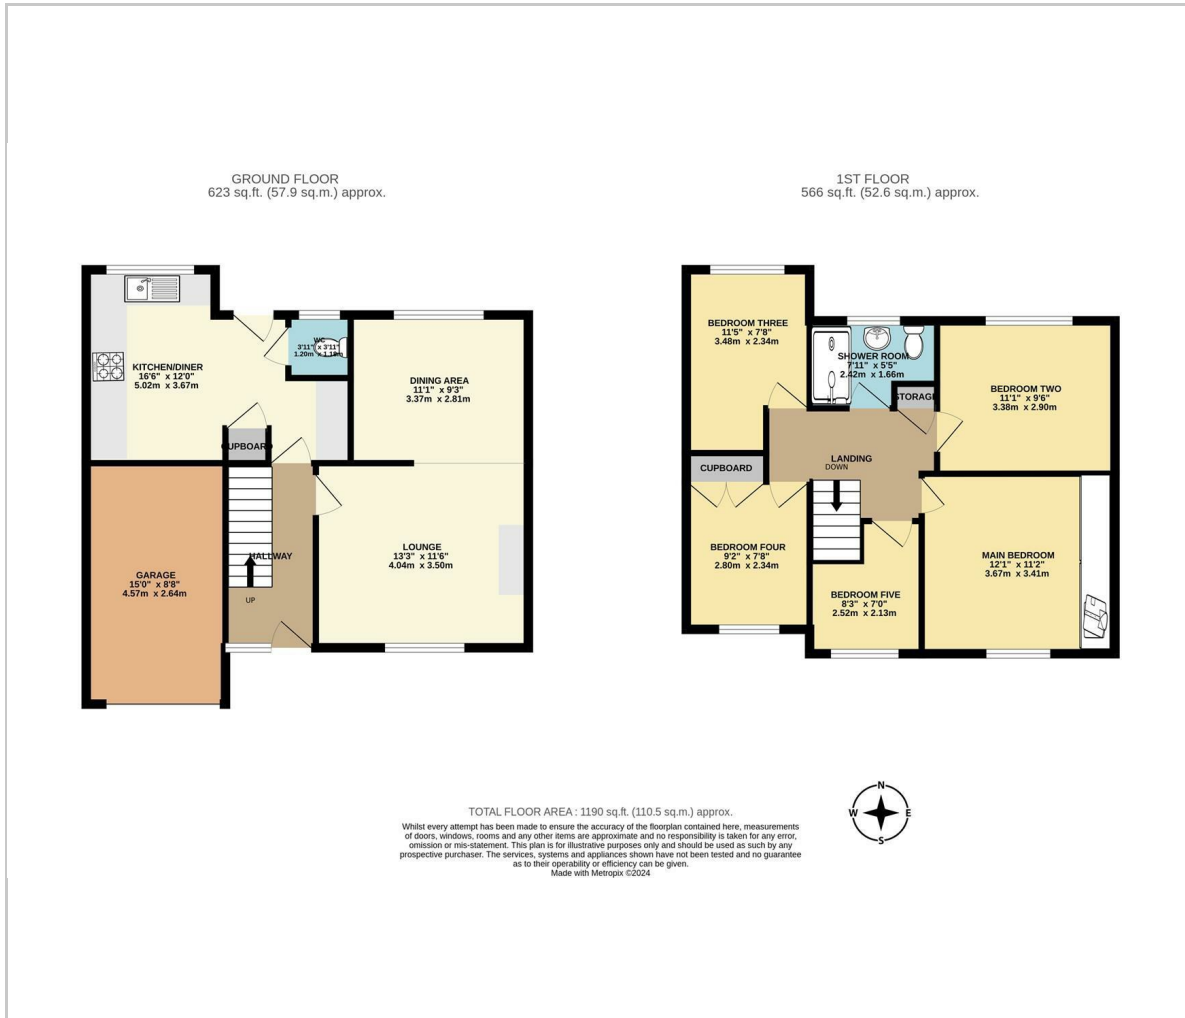 GROUND FLOOR
623 sq.ft. (57.9 sq.m.) approx.
KITCHEN/DINER
16'6" x 12'0"
5.02m x 3.67m
WC
3'11" x 3'11"
1.20m x 1.19m
DINING AREA
11'1" x 9'3"
3.37m x 2.81m
CUPBOARD
HALLWAY
UP
LOUNGE
13'3" x 11'6"
4.04m x 3.50m
GARAGE
15'0" x 8'8"
4.57m x 2.64m
1ST FLOOR
566 sq.ft. (52.6 sq.m.) approx.
BEDROOM THREE
11'5" x 7'8"
3.48m x 2.34m
SHOWER ROOM
7'11" x 5'5"
2.42m x 1.66m
STORAGE
BEDROOM TWO
11'1" x 9'6"
3.38m x 2.90m
LANDING
DOWN
CUPBOARD
BEDROOM FOUR
9'2" x 7'8"
2.80m x 2.34m
BEDROOM FIVE
8'3" x 7'0"
2.52m x 2.13m
MAIN BEDROOM
12'1" x 11'2"
3.67m x 3.41m
TOTAL FLOOR AREA : 1190 sq.ft. (110.5 sq.m.) approx.
Whilst every attempt has been made to ensure the accuracy of the floorplan contained here, measurements
of doors, windows, rooms and any other items are approximate and no responsibility is taken for any error,
omission or mis-statement. This plan is for illustrative purposes only and should be used as such by any
prospective purchaser. The services, systems and appliances shown have not been tested and no guarantee
as to their operability or efficiency can be given.
Made with Metropix ©2024
N
W E
S